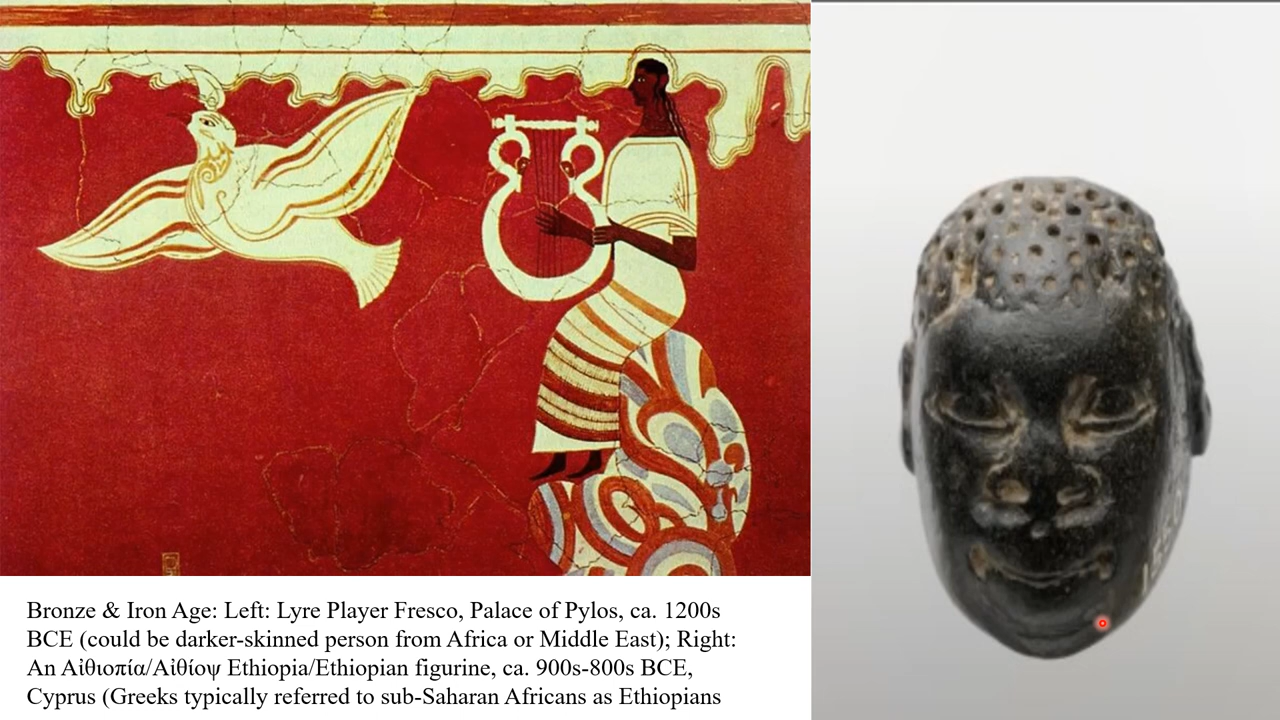 Bronze & Iron Age: Left: Lyre Player Fresco, Palace of Pylos, ca. 1200s
BCE (could be darker-skinned person from Africa or Middle East); Right:
An Αἰθιοπία/Αἰθίοψ Ethiopia/Ethiopian figurine, ca. 900s-800s BCE,
Cyprus (Greeks typically referred to sub-Saharan Africans as Ethiopians